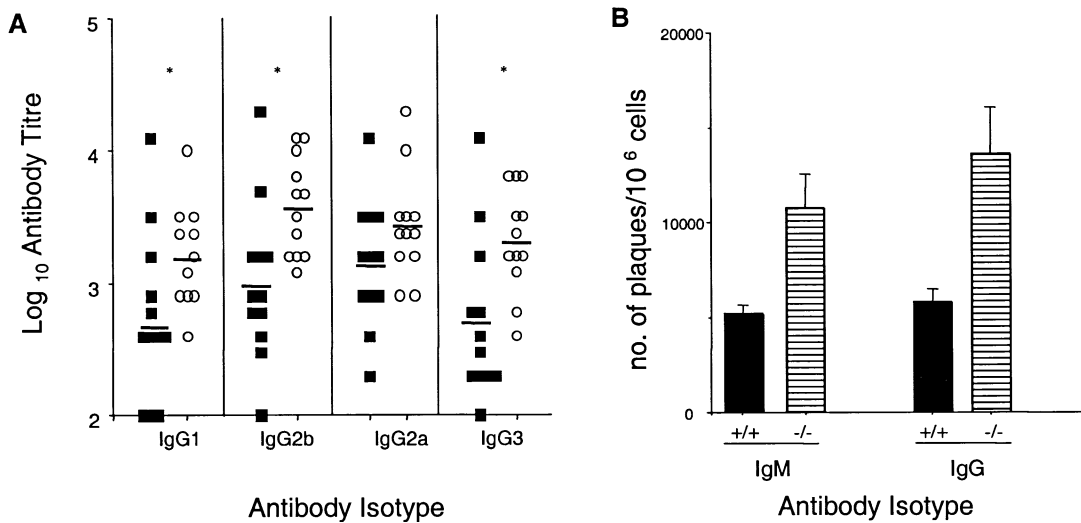 A
5
4
3
2
Log 10 Antibody Titre
* * *
IgG1 IgG2b IgG2a IgG3
Antibody Isotype
B
20000
10000
0
no. of plaques/10 6 cells
+/+ -/- +/+ -/-
IgM IgG
Antibody Isotype